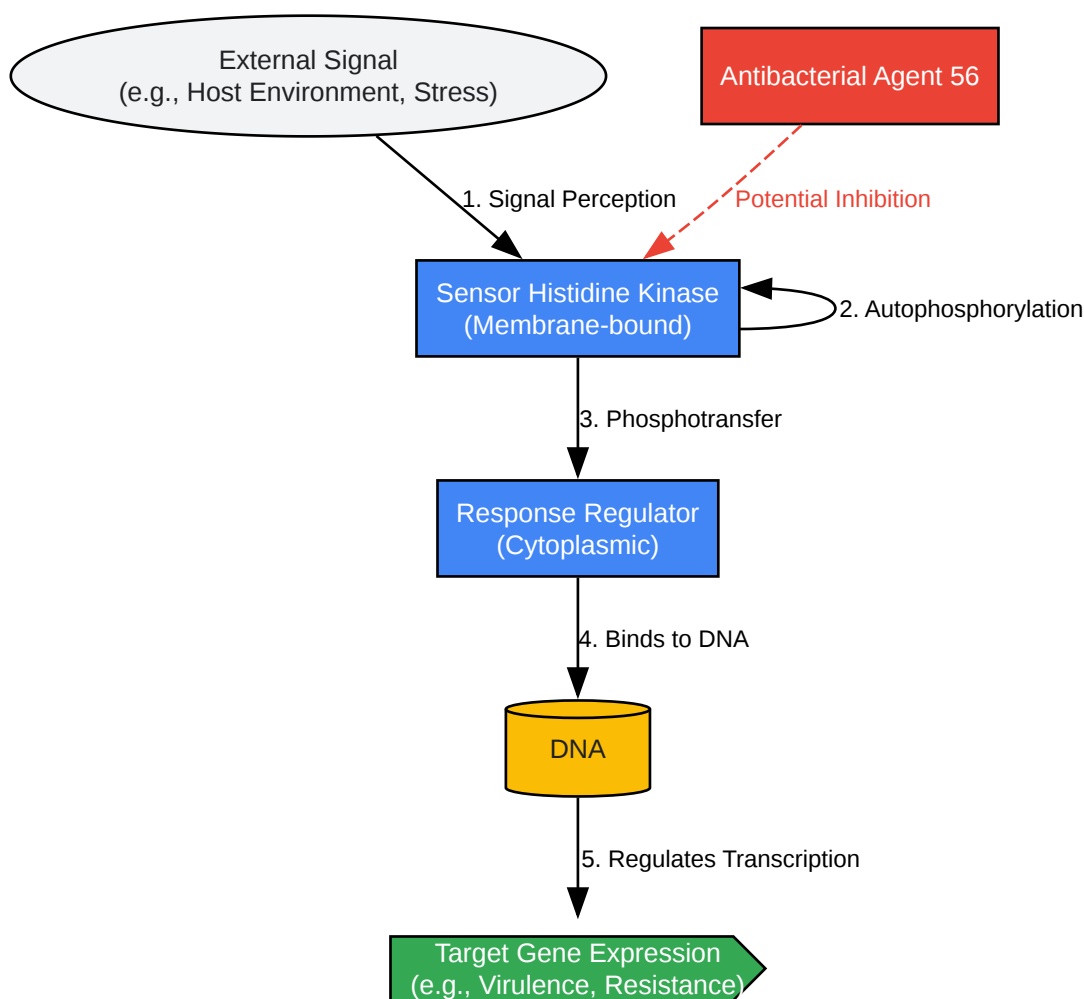 External Signal
(e.g., Host Environment, Stress)
Antibacterial Agent 56
1. Signal Perception
Potential Inhibition
Sensor Histidine Kinase
(Membrane-bound)
2. Autophosphorylation
3. Phosphotransfer
Response Regulator
(Cytoplasmic)
4. Binds to DNA
DNA
5. Regulates Transcription
Target Gene Expression
(e.g., Virulence, Resistance)